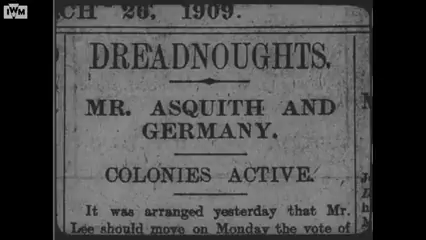 IWM
CH 26, 1909.
DREADNOUGHTS.
MR. ASQUITH AND
GERMANY.
COLONIES ACTIVE.
It was arranged yesterday that Mr.
Lee should move on Monday the vote of